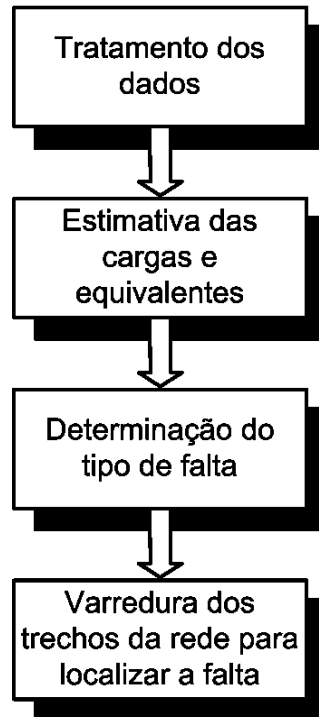 Tratamento dos
dados
Estimativa das
cargas e
equivalentes
Determinação do
tipo de falta
Varredura dos
trechos da rede para
localizar a falta